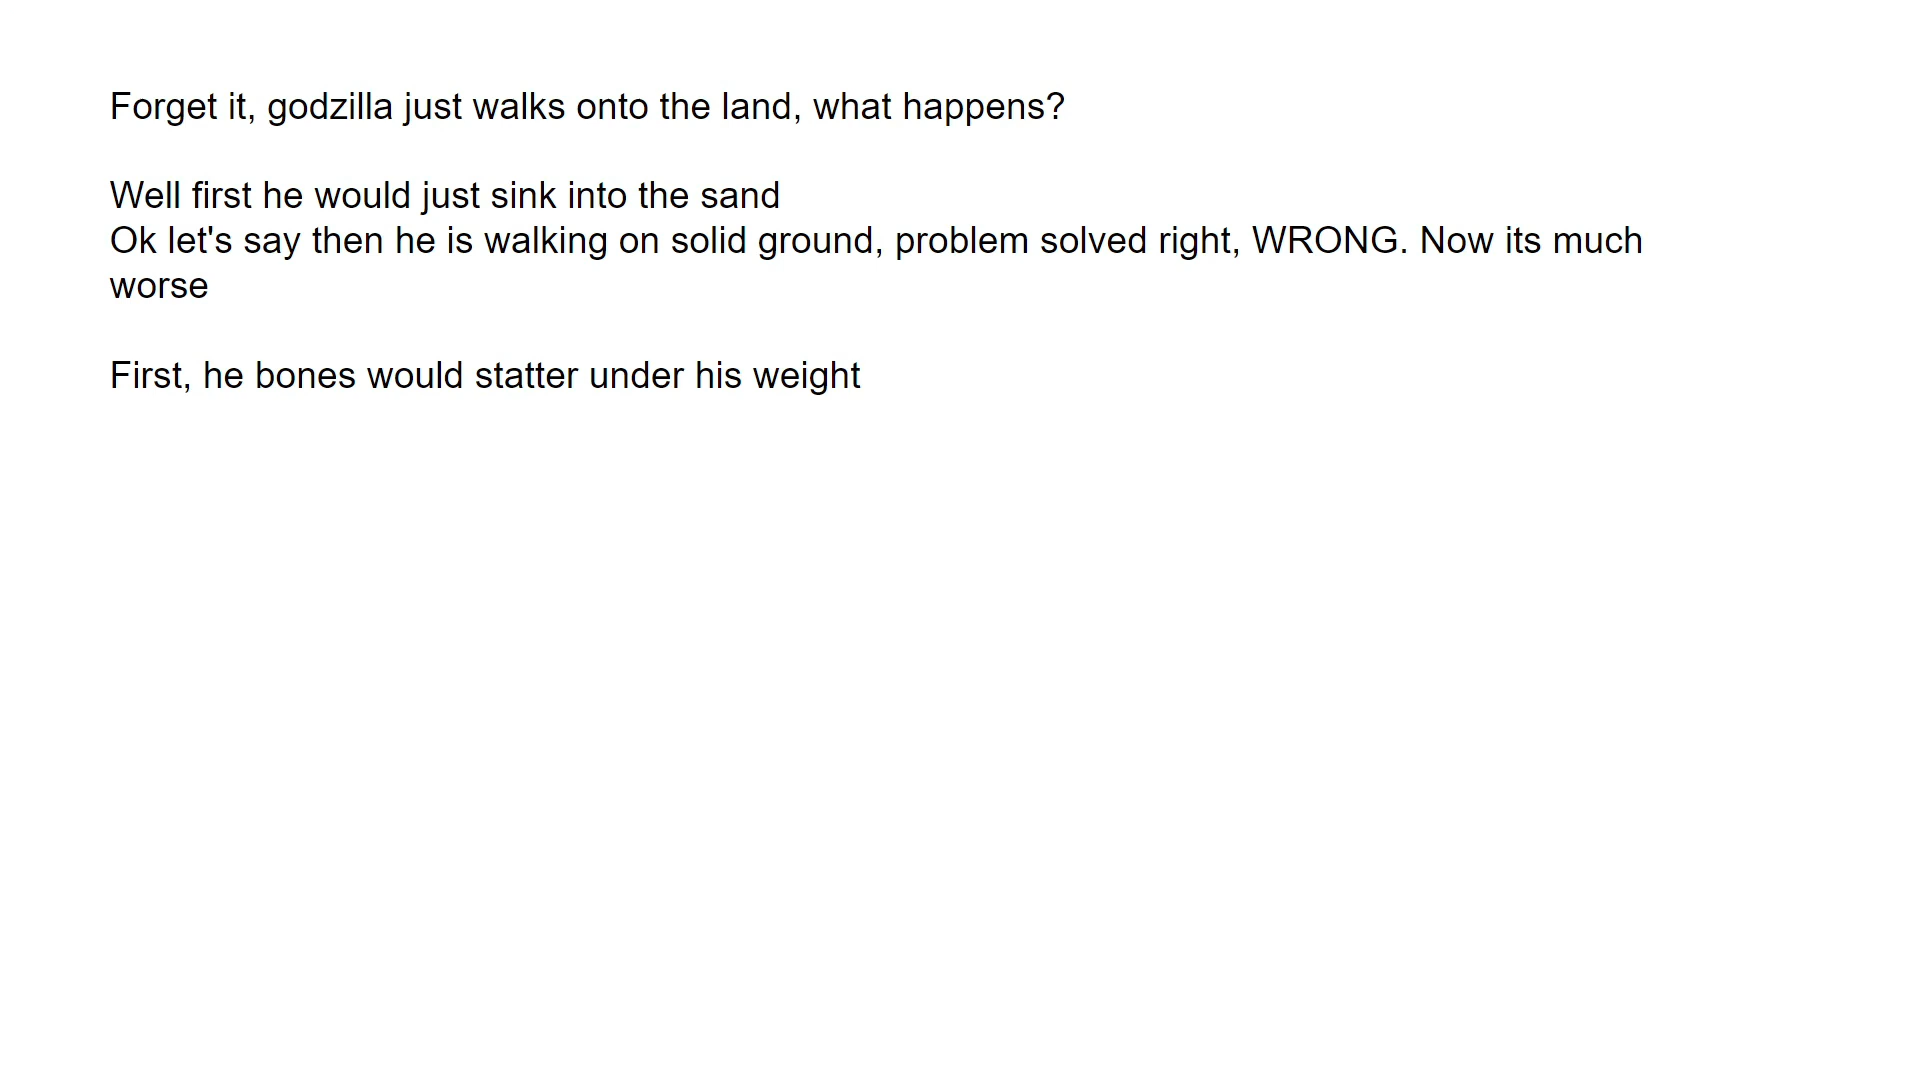 Forget it, godzilla just walks onto the land, what happens?
Well first he would just sink into the sand
Ok let's say then he is walking on solid ground, problem solved right, WRONG. Now its much
worse
First, he bones would statter under his weight